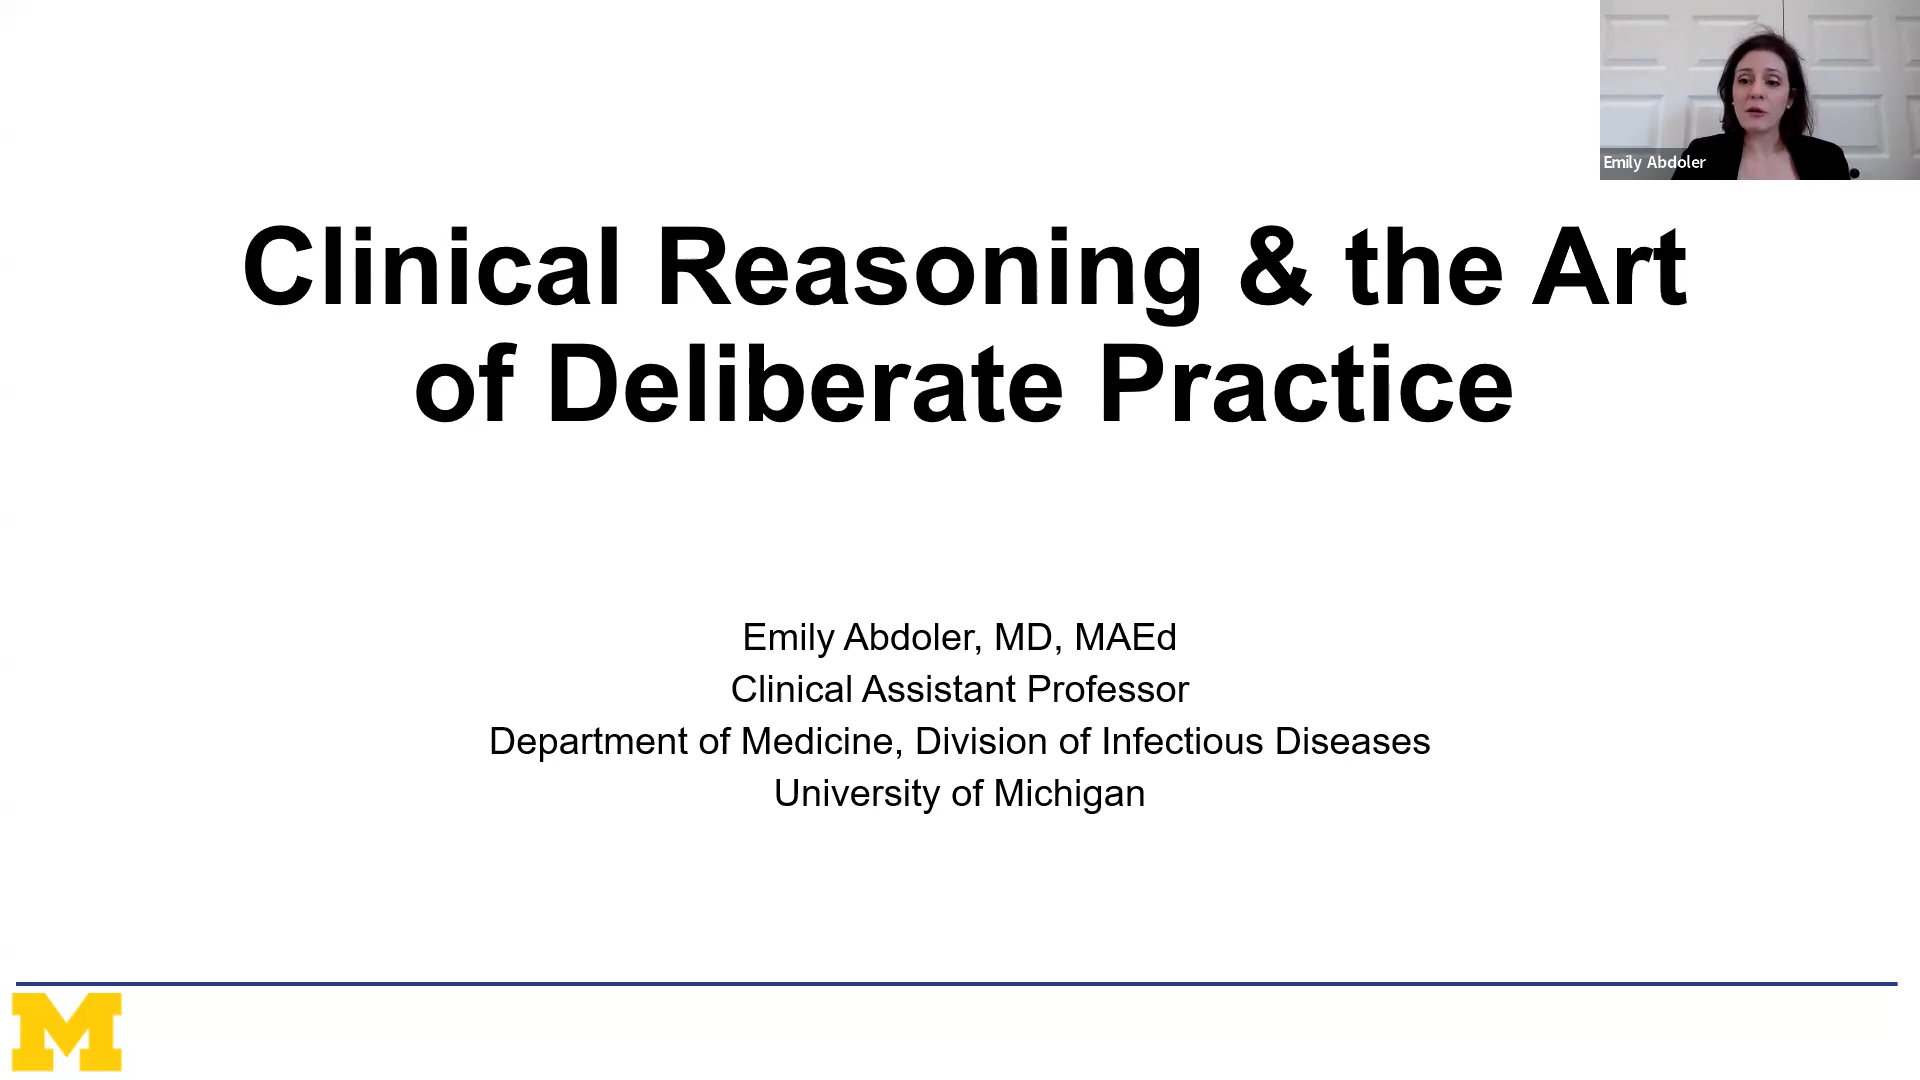 Emily Abdoler
Clinical Reasoning & the Art
of Deliberate Practice
Emily Abdoler, MD, MAEd
Clinical Assistant Professor
Department of Medicine, Division of Infectious Diseases
University of Michigan
M